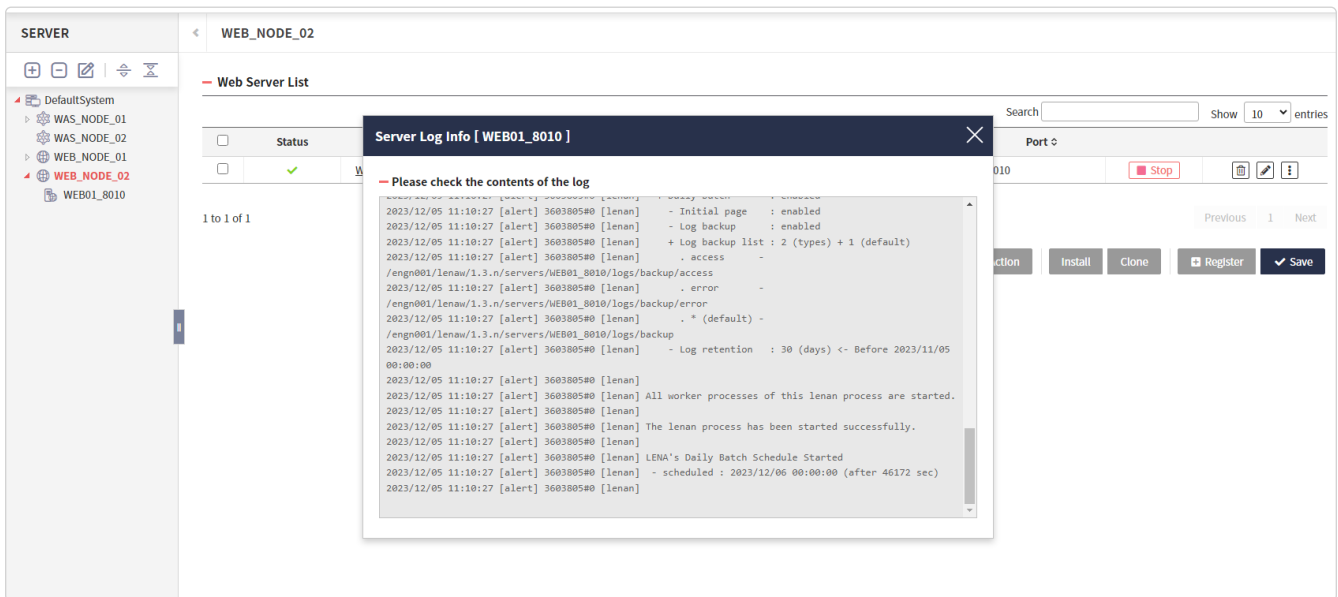 SERVER
WEB_NODE_02
DefaultSystem
WAS_NODE_01
WAS_NODE_02
WEB_NODE_01
WEB_NODE_02
WEB01_8010
Web Server List
Search
Show 10 entries
Status
Port
010
Stop
1 to 1 of 1
Previous 1 Next
ction
Install
Clone
Register
Save
Server Log Info [ WEB01_8010 ]
Please check the contents of the log
2023/12/05 11:10:27 [alert] 3603805#0 [lenan] - Initial page : enabled
2023/12/05 11:10:27 [alert] 3603805#0 [lenan] - Log backup : enabled
2023/12/05 11:10:27 [alert] 3603805#0 [lenan] + Log backup list : 2 (types) + 1 (default)
2023/12/05 11:10:27 [alert] 3603805#0 [lenan] . access -
/engn001/lenaw/1.3.n/servers/WEB01_8010/logs/backup/access
2023/12/05 11:10:27 [alert] 3603805#0 [lenan] . error -
/engn001/lenaw/1.3.n/servers/WEB01_8010/logs/backup/error
2023/12/05 11:10:27 [alert] 3603805#0 [lenan] . * (default) -
/engn001/lenaw/1.3.n/servers/WEB01_8010/logs/backup
2023/12/05 11:10:27 [alert] 3603805#0 [lenan] - Log retention : 30 (days) <- Before 2023/11/05
00:00:00
2023/12/05 11:10:27 [alert] 3603805#0 [lenan]
2023/12/05 11:10:27 [alert] 3603805#0 [lenan] All worker processes of this lenan process are started.
2023/12/05 11:10:27 [alert] 3603805#0 [lenan]
2023/12/05 11:10:27 [alert] 3603805#0 [lenan] The lenan process has been started successfully.
2023/12/05 11:10:27 [alert] 3603805#0 [lenan]
2023/12/05 11:10:27 [alert] 3603805#0 [lenan] LENA's Daily Batch Schedule Started
2023/12/05 11:10:27 [alert] 3603805#0 [lenan] - scheduled : 2023/12/06 00:00:00 (after 46172 sec)
2023/12/05 11:10:27 [alert] 3603805#0 [lenan]